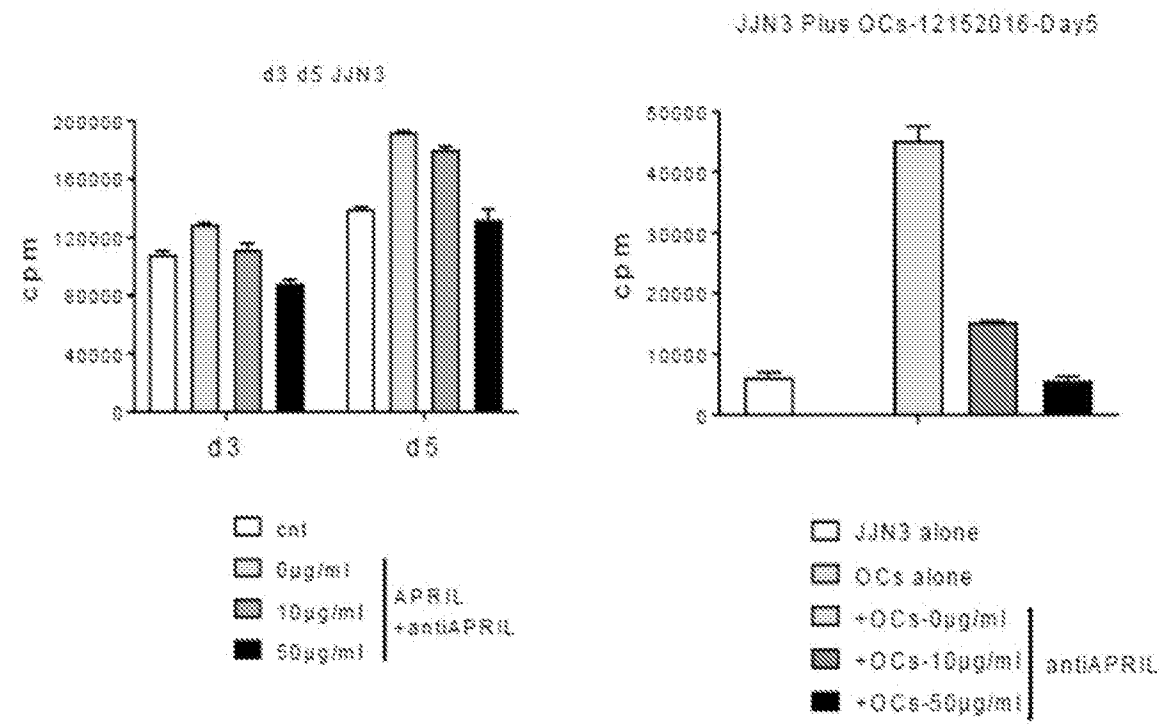 d3 d5 JJN3
200000
160000
120000
80000
40000
0
cpm
d3
d5
cnt
0µg/ml
10µg/ml
50µg/ml
APRIL
+antiAPRIL
JJN3 Plus OCs-12152016-Day5
50000
40000
30000
20000
10000
0
cpm
JJN3 alone
OCs alone
+OCs-0µg/ml
+OCs-10µg/ml
+OCs-50µg/ml
antiAPRIL